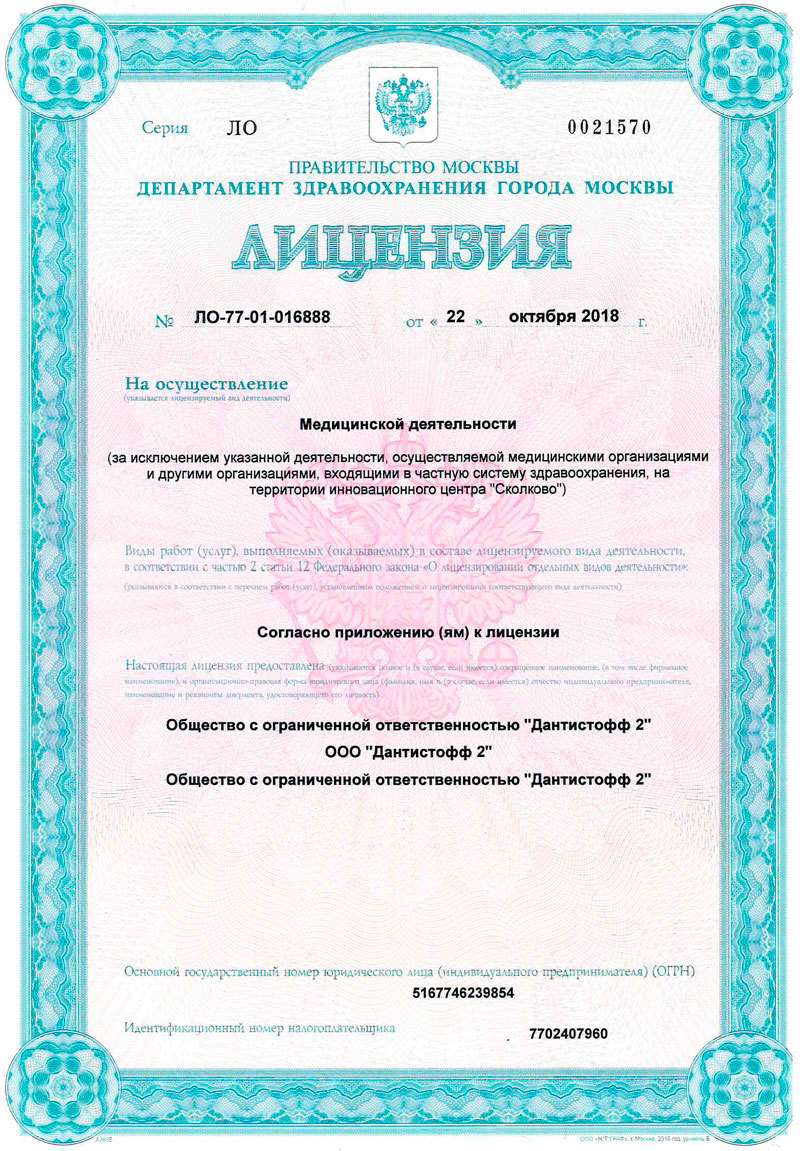 Серия ЛО 0021570
ПРАВИТЕЛЬСТВО МОСКВЫ
ДЕПАРТАМЕНТ ЗДРАВООХРАНЕНИЯ ГОРОДА МОСКВЫ
ЛИЦЕНЗИЯ
№ ЛО-77-01-016888 от « 22 » октября 2018 г.
На осуществление
(указывается лицензируемый вид деятельности)
Медицинской деятельности
(за исключением указанной деятельности, осуществляемой медицинскими организациями
и другими организациями, входящими в частную систему здравоохранения, на
территории инновационного центра "Сколково")
Виды работ (услуг), выполняемых (оказываемых) в составе лицензируемого вида деятельности,
в соответствии с частью 2 статьи 12 Федерального закона «О лицензировании отдельных видов деятельности»:
(указываются в соответствии с перечнем работ (услуг), установленным положением о лицензировании соответствующего вида деятельности)
Согласно приложению (ям) к лицензии
Настоящая лицензия предоставлена (указываются полное и (в случае, если имеется) сокращённое наименование, (в том числе фирменное
наименование), и организационно-правовая форма юридического лица (фамилия, имя и (в случае, если имеется) отчество индивидуального предпринимателя,
наименование и реквизиты документа, удостоверяющего его личность)
Общество с ограниченной ответственностью "Дантистофф 2"
ООО "Дантистофф 2"
Общество с ограниченной ответственностью "Дантистофф 2"
Основной государственный номер юридического лица (индивидуального предпринимателя) (ОГРН)
5167746239854
Идентификационный номер налогоплательщика
7702407960
ООО «Н Т ГРАФ», г. Москва, 2016 год, уровень Б